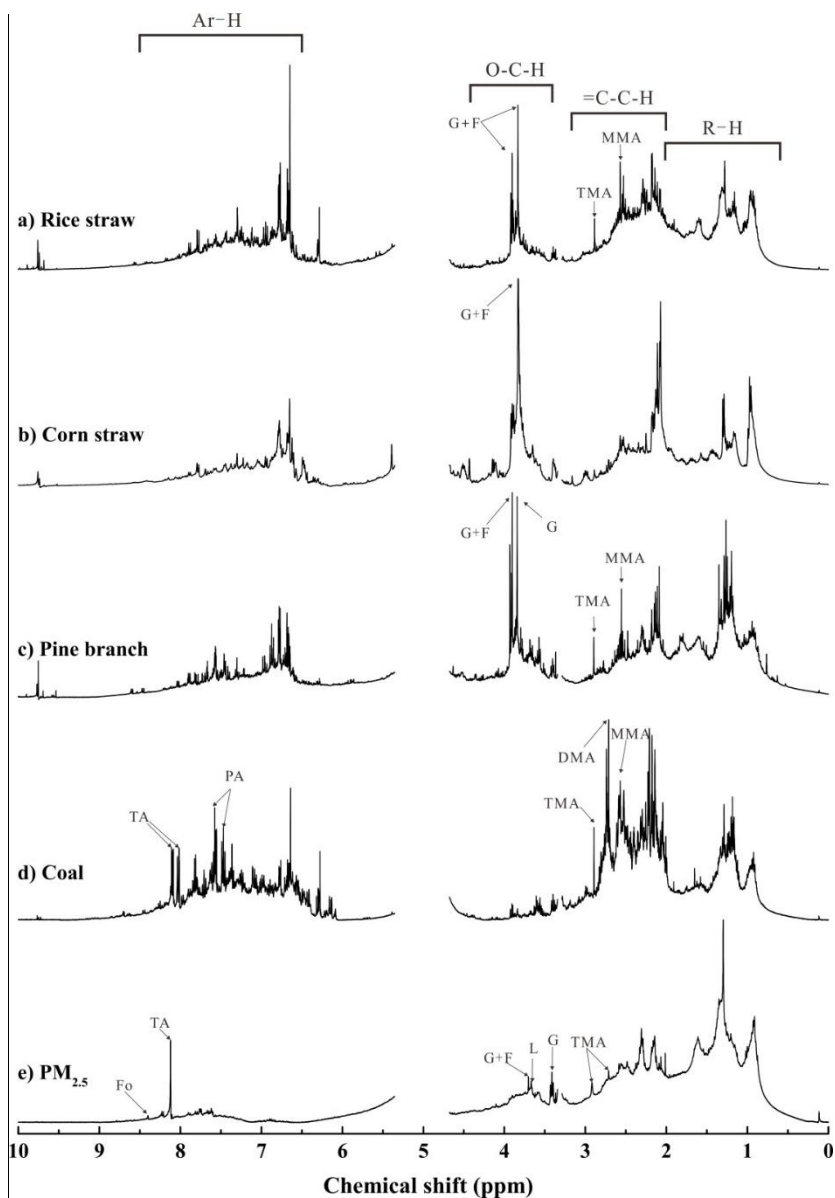 Ar-H
O-C-H
=C-C-H
R-H
G+F
MMA
TMA
a) Rice straw
G+F
b) Corn straw
G+F
G
MMA
TMA
c) Pine branch
DMA
MMA
PA
TMA
TA
d) Coal
TA
Fo
G+F
L
G
TMA
e) PM2.5
10 9 8 7 6 5 4 3 2 1 0
Chemical shift (ppm)